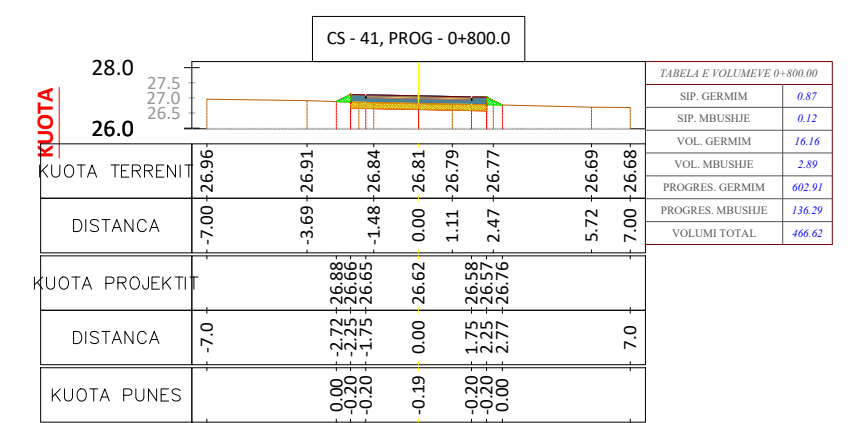 CS - 41, PROG - 0+800.0
KUOTA
28.0
27.5
27.0
26.5
26.0
TABELA E VOLUMEVE 0+800.00
SIP. GERMIM 0.87
SIP. MBUSHJE 0.12
VOL. GERMIM 16.16
VOL. MBUSHJE 2.89
PROGRES. GERMIM 602.91
PROGRES. MBUSHJE 136.29
VOLUMI TOTAL 466.62
KUOTA TERRENIT 26.96 26.91 26.84 26.81 26.79 26.77 26.69 26.68
DISTANCA -7.00 -3.69 -1.48 0.00 1.11 2.47 5.72 7.00
KUOTA PROJEKTIT 26.88 26.66 26.65 26.62 26.58 26.57 26.76
DISTANCA -7.0 -2.72 -2.25 -1.75 0.00 1.75 2.25 2.77 7.0
KUOTA PUNES 0.00 -0.20 -0.20 -0.19 -0.20 -0.20 0.00